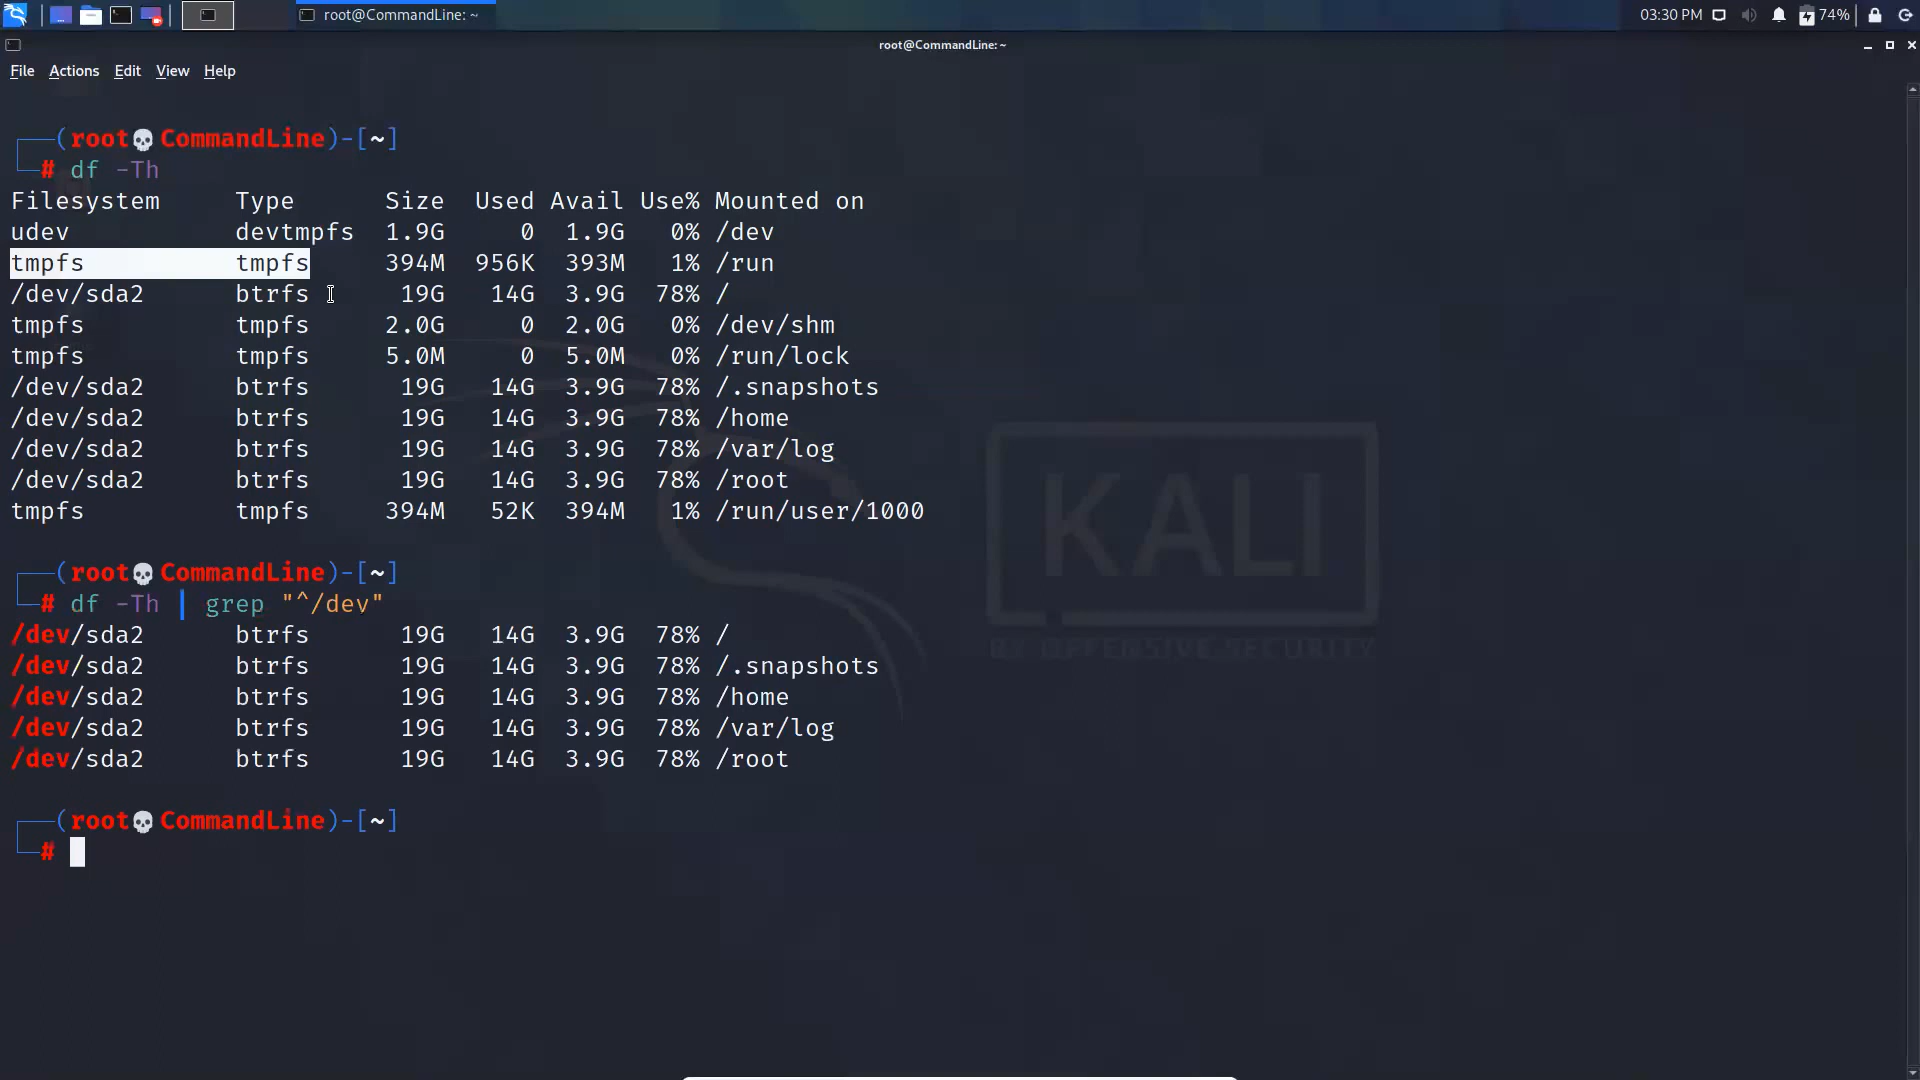 root@CommandLine: ~
03:30 PM
74%
root@CommandLine: ~
File Actions Edit View Help
(root💀CommandLine)-[~]
# df -Th
Filesystem Type Size Used Avail Use% Mounted on
udev devtmpfs 1.9G 0 1.9G 0% /dev
tmpfs tmpfs 394M 956K 393M 1% /run
/dev/sda2 btrfs 19G 14G 3.9G 78% /
tmpfs tmpfs 2.0G 0 2.0G 0% /dev/shm
tmpfs tmpfs 5.0M 0 5.0M 0% /run/lock
/dev/sda2 btrfs 19G 14G 3.9G 78% /.snapshots
/dev/sda2 btrfs 19G 14G 3.9G 78% /home
/dev/sda2 btrfs 19G 14G 3.9G 78% /var/log
/dev/sda2 btrfs 19G 14G 3.9G 78% /root
tmpfs tmpfs 394M 52K 394M 1% /run/user/1000
(root💀CommandLine)-[~]
# df -Th | grep "^/dev"
/dev/sda2 btrfs 19G 14G 3.9G 78% /
/dev/sda2 btrfs 19G 14G 3.9G 78% /.snapshots
/dev/sda2 btrfs 19G 14G 3.9G 78% /home
/dev/sda2 btrfs 19G 14G 3.9G 78% /var/log
/dev/sda2 btrfs 19G 14G 3.9G 78% /root
(root💀CommandLine)-[~]
#
KALI
BY OFFENSIVE SECURITY